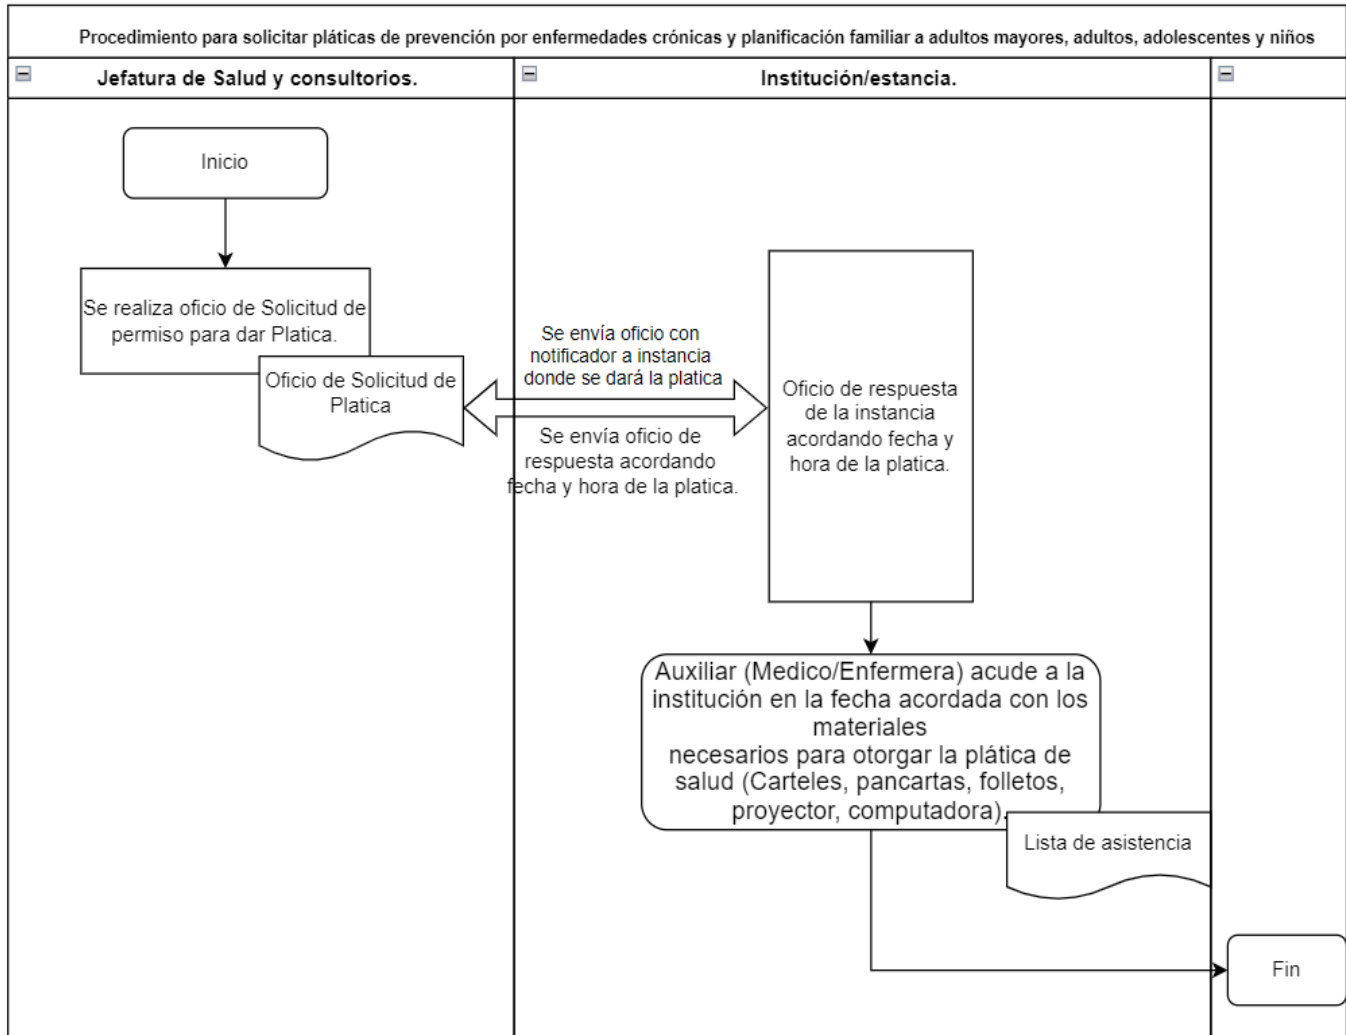 Procedimiento para solicitar pláticas de prevención por enfermedades crónicas y planificación familiar a adultos mayores, adultos, adolescentes y niños
Jefatura de Salud y consultorios.
Institución/estancia.
Inicio
Se realiza oficio de Solicitud de
permiso para dar Platica.
Oficio de Solicitud de
Platica
Se envía oficio con
notificador a instancia
donde se dará la platica
Se envía oficio de
respuesta acordando
fecha y hora de la platica.
Oficio de respuesta
de la instancia
acordando fecha y
hora de la platica.
Auxiliar (Medico/Enfermera) acude a la
institución en la fecha acordada con los
materiales
necesarios para otorgar la plática de
salud (Carteles, pancartas, folletos,
proyector, computadora).
Lista de asistencia
Fin